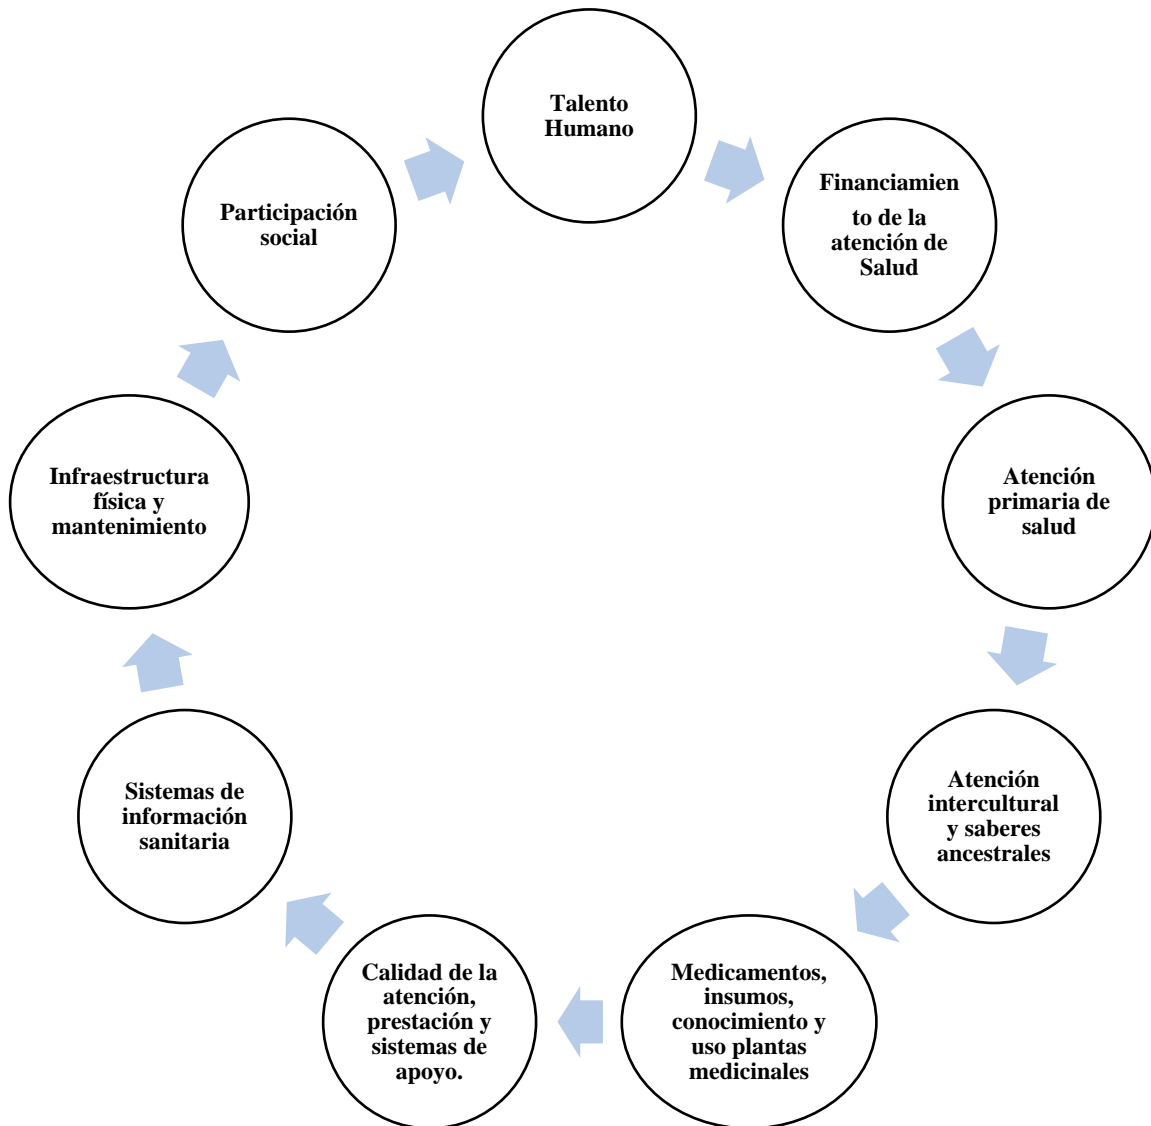 Talento
Humano
Financiamien
to de la
atención de
Salud
Atención
primaria de
salud
Atención
intercultural
y saberes
ancestrales
Medicamentos,
insumos,
conocimiento y
uso plantas
medicinales
Calidad de la
atención,
prestación y
sistemas de
apoyo.
Sistemas de
información
sanitaria
Infraestructura
física y
mantenimiento
Participación
social